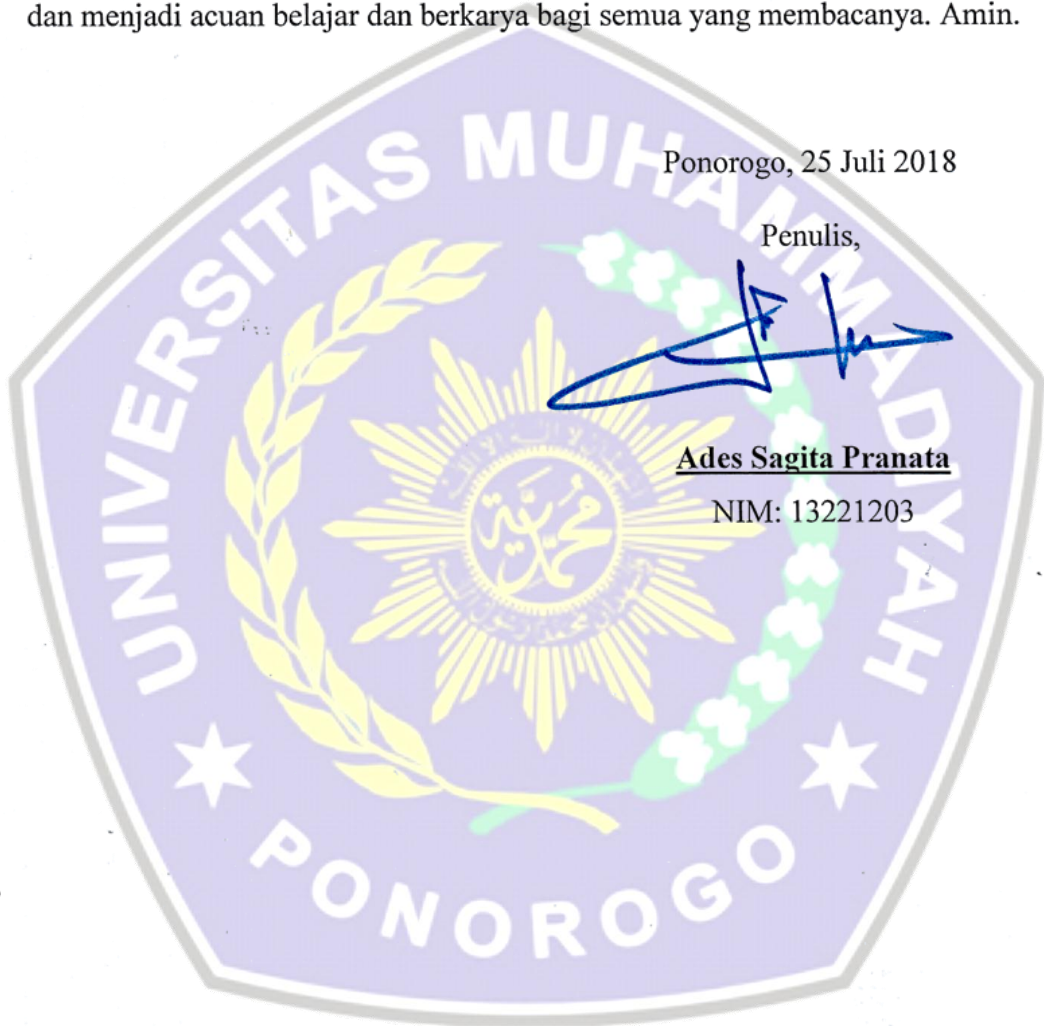 dan menjadi acuan belajar dan berkarya bagi semua yang membacanya. Amin.
Ponorogo, 25 Juli 2018
Penulis,
Ades Sagita Pranata
NIM: 13221203
UNIVERSITAS MUHAMMADIYAH
PONOROGO
محمدية